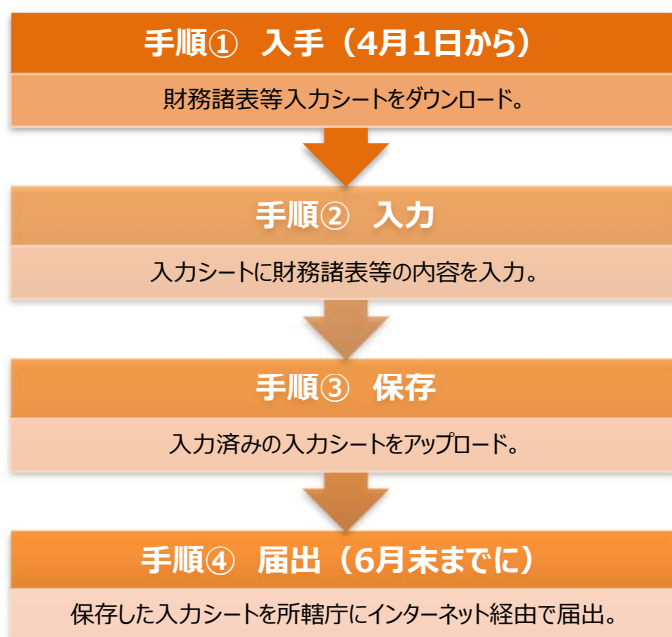 手順① 入手（4月1日から）
財務諸表等入力シートをダウンロード。
手順② 入力
入力シートに財務諸表等の内容を入力。
手順③ 保存
入力済みの入力シートをアップロード。
手順④ 届出（6月末までに）
保存した入力シートを所轄庁にインターネット経由で届出。